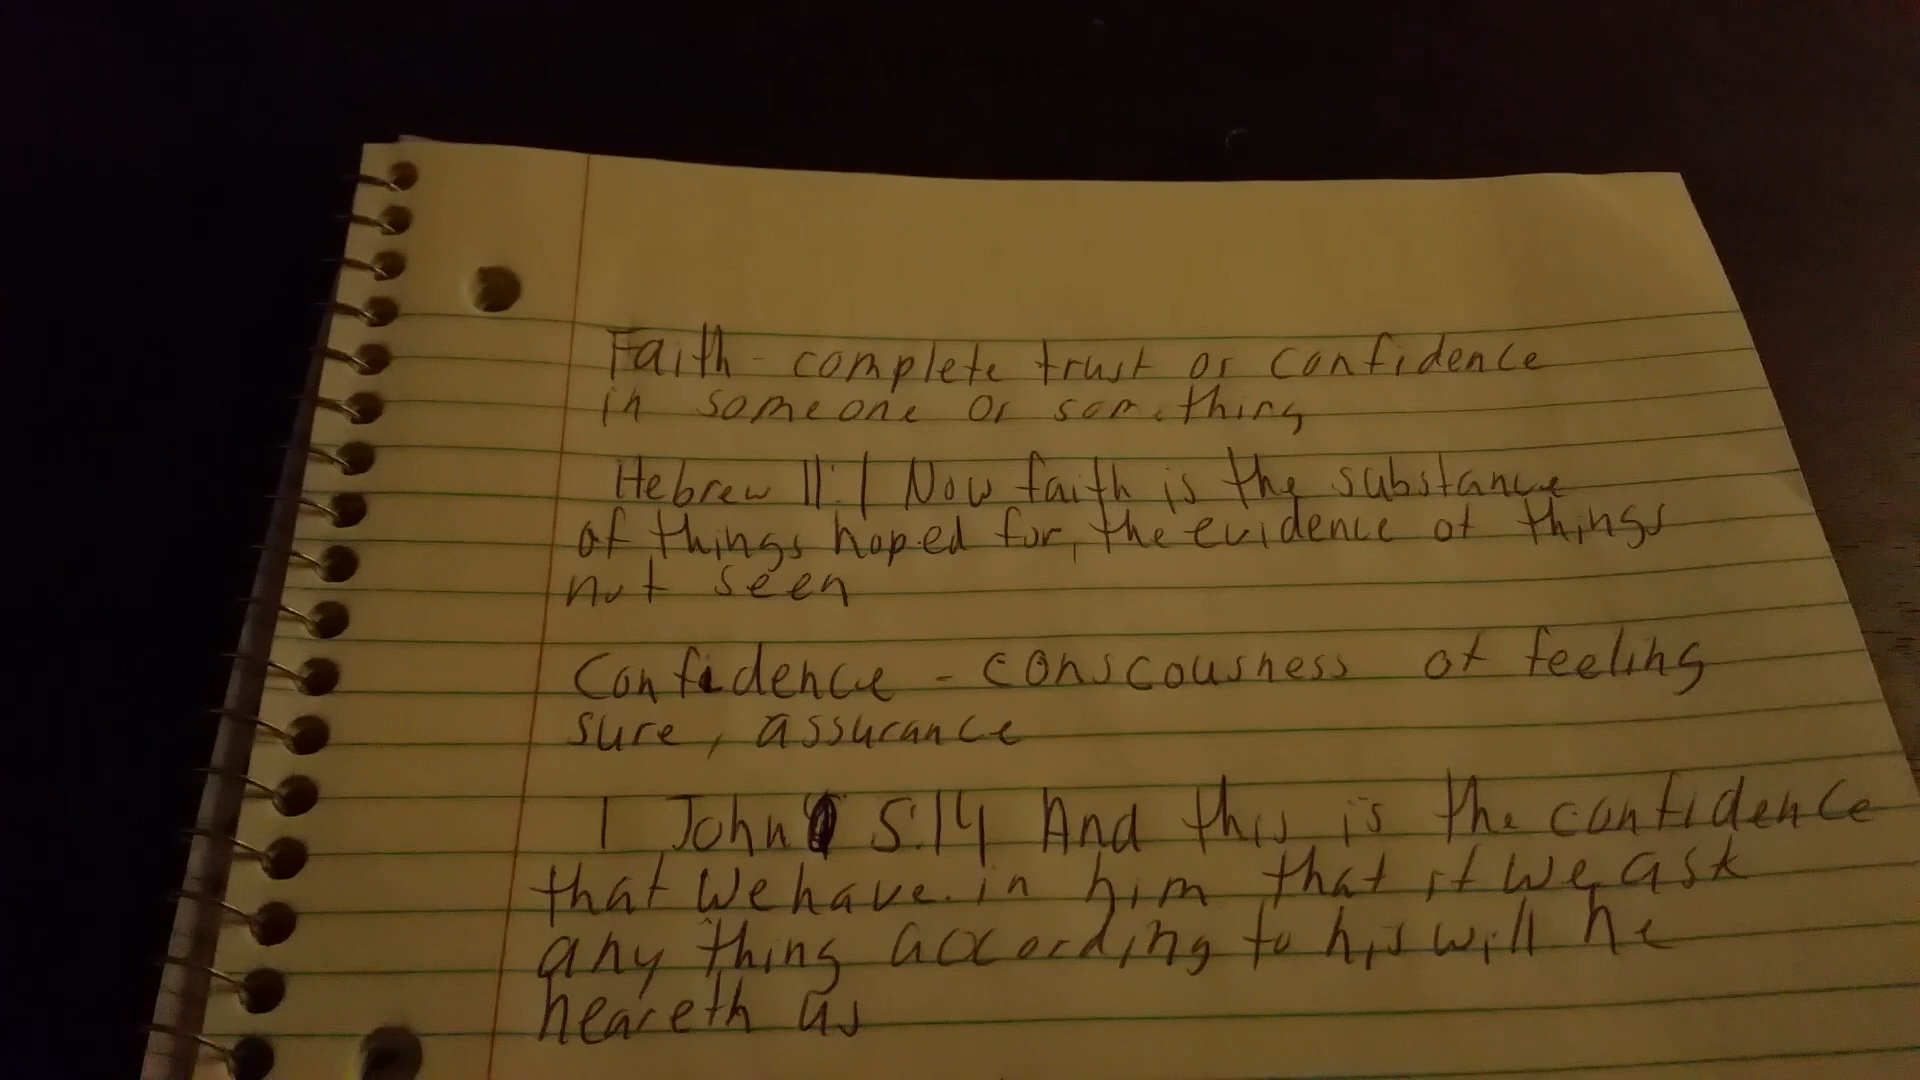 Faith - complete trust or confidence
in someone or something
Hebrew 11:1 Now faith is the substance
of things hoped for, the evidence of things
not seen
Confidence - conscousness of feeling
sure, assurance
1 John 5:14 And this is the confidence
that we have in him that if we ask
any thing according to his will he
heareth us